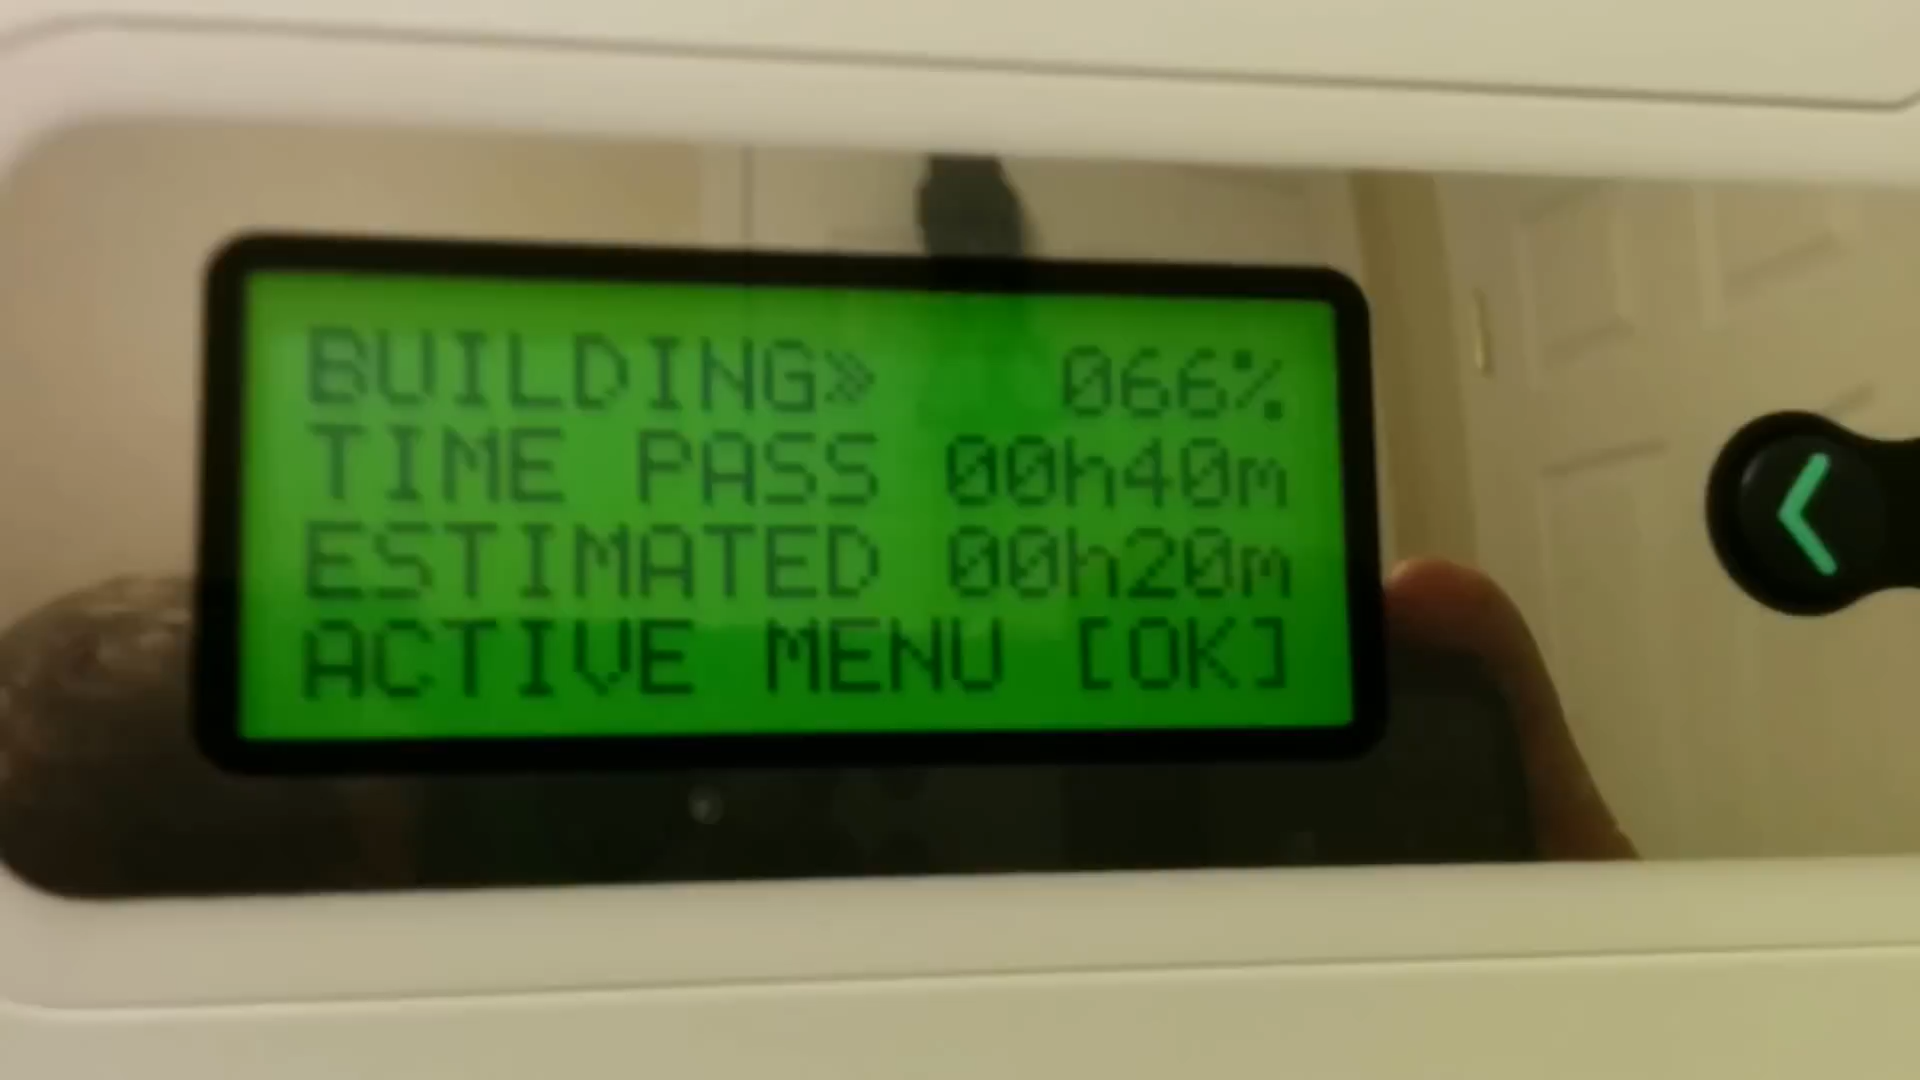 BUILDING» 066%
TIME PASS 00h40m
ESTIMATED 00h20m
ACTIVE MENU [OK]